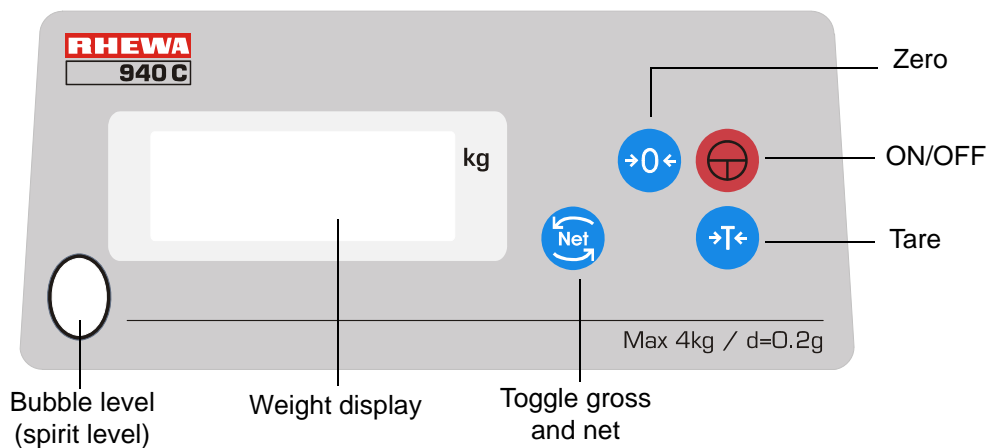 RHEWA
940 C
kg
→0←
Net
→T←
Max 4kg / d=0.2g
Zero
ON/OFF
Tare
Bubble level
(spirit level)
Weight display
Toggle gross
and net